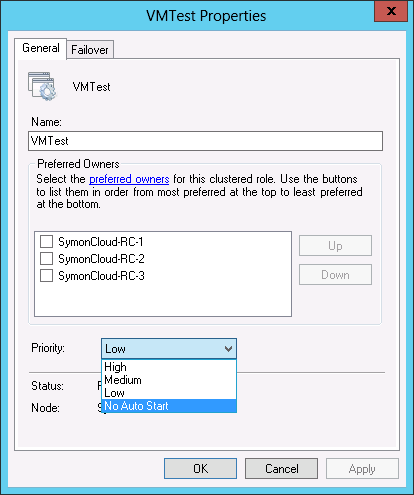 VMTest Properties
x
General
Failover
VMTest
Name:
VMTest
Preferred Owners
Select the preferred owners for this clustered role. Use the buttons
to list them in order from most preferred at the top to least preferred
at the bottom.
SymonCloud-RC-1
SymonCloud-RC-2
SymonCloud-RC-3
Up
Down
Priority:
Low
High
Medium
Low
No Auto Start
Status:
Node:
OK
Cancel
Apply